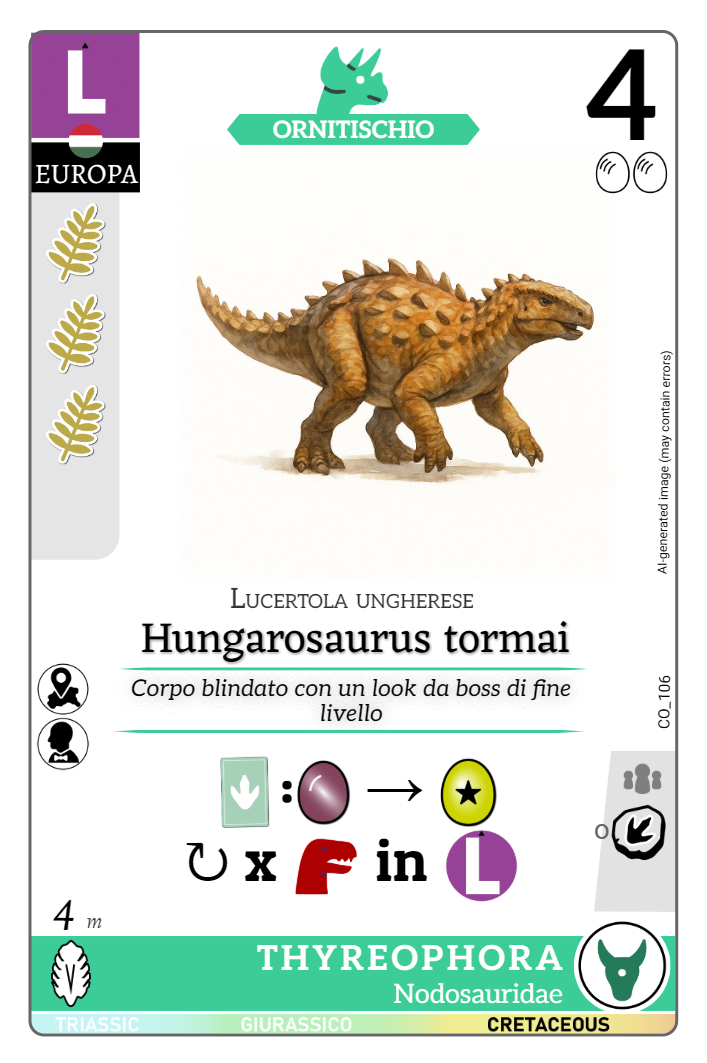 L
EUROPA
ORNITISCHIO
4
AI-generated image (may contain errors)
Lucertola ungherese
Hungarosaurus tormai
Corpo blindato con un look da boss di fine
livello
CO_106
: →
↻ x in L
o
4 m
THYREOPHORA
Nodosauridae
TRIASSIC GIURASSICO CRETACEOUS